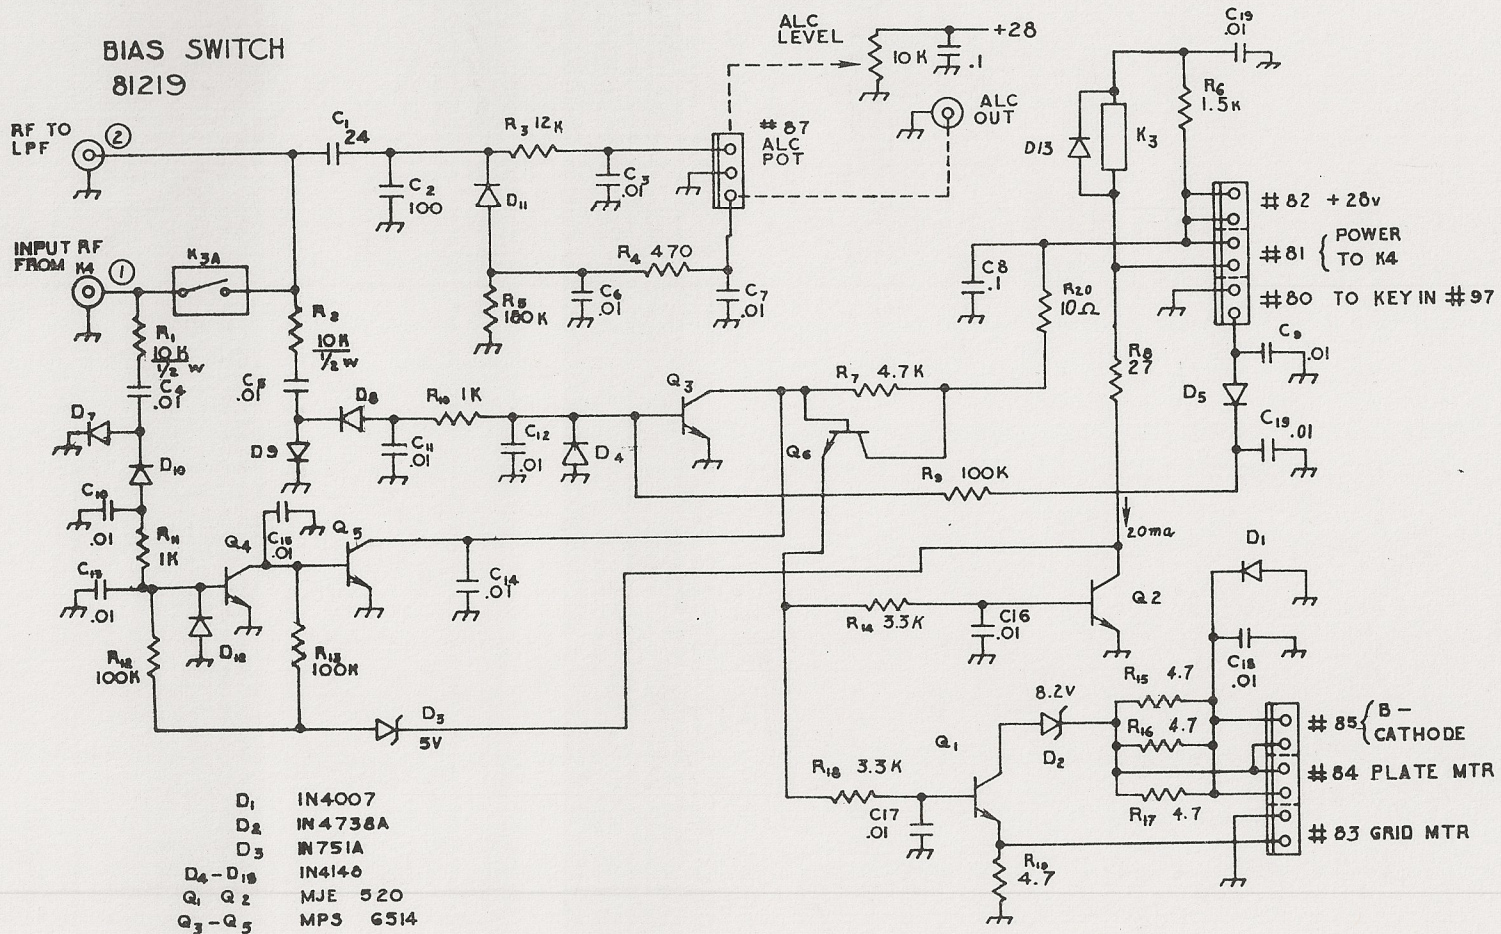 BIAS SWITCH
81219
RF TO
LPF
2
C1
24
R3 12K
C2
100
D11
C3
.01
#87
ALC
POT
ALC
LEVEL
10K
.1
+28
ALC
OUT
C19
.01
R6
1.5K
K3
D13
INPUT RF
FROM K4
1
K3A
R4 470
R5
180K
C6
.01
C7
.01
C8
.1
R20
10Ω
#82 +28v
#81 { POWER
TO K4
#80 TO KEY IN #97
R1
10K
1/2 W
C4
.01
R2
10K
1/2 W
C5
.01
D7
D8
R10 1K
C11
.01
C12
.01
D4
Q3
R7 4.7K
Q6
R8
27
D5
C9
.01
C19 .01
D9
D10
C10
.01
R11
1K
R9 100K
20ma
Q4
C15
.01
Q5
C14
.01
C13
.01
D12
R12
100K
R13
100K
D3
5V
R14 3.3K
C16
.01
Q2
D1
C18
.01
R15 4.7
R16 4.7
R17 4.7
8.2V
D2
Q1
R18 3.3K
C17
.01
R19
4.7
#85 { B-
CATHODE
#84 PLATE MTR
#83 GRID MTR
D1 IN4007
D2 IN4738A
D3 IN751A
D4-D13 IN4148
Q1 Q2 MJE 520
Q3-Q5 MPS 6514